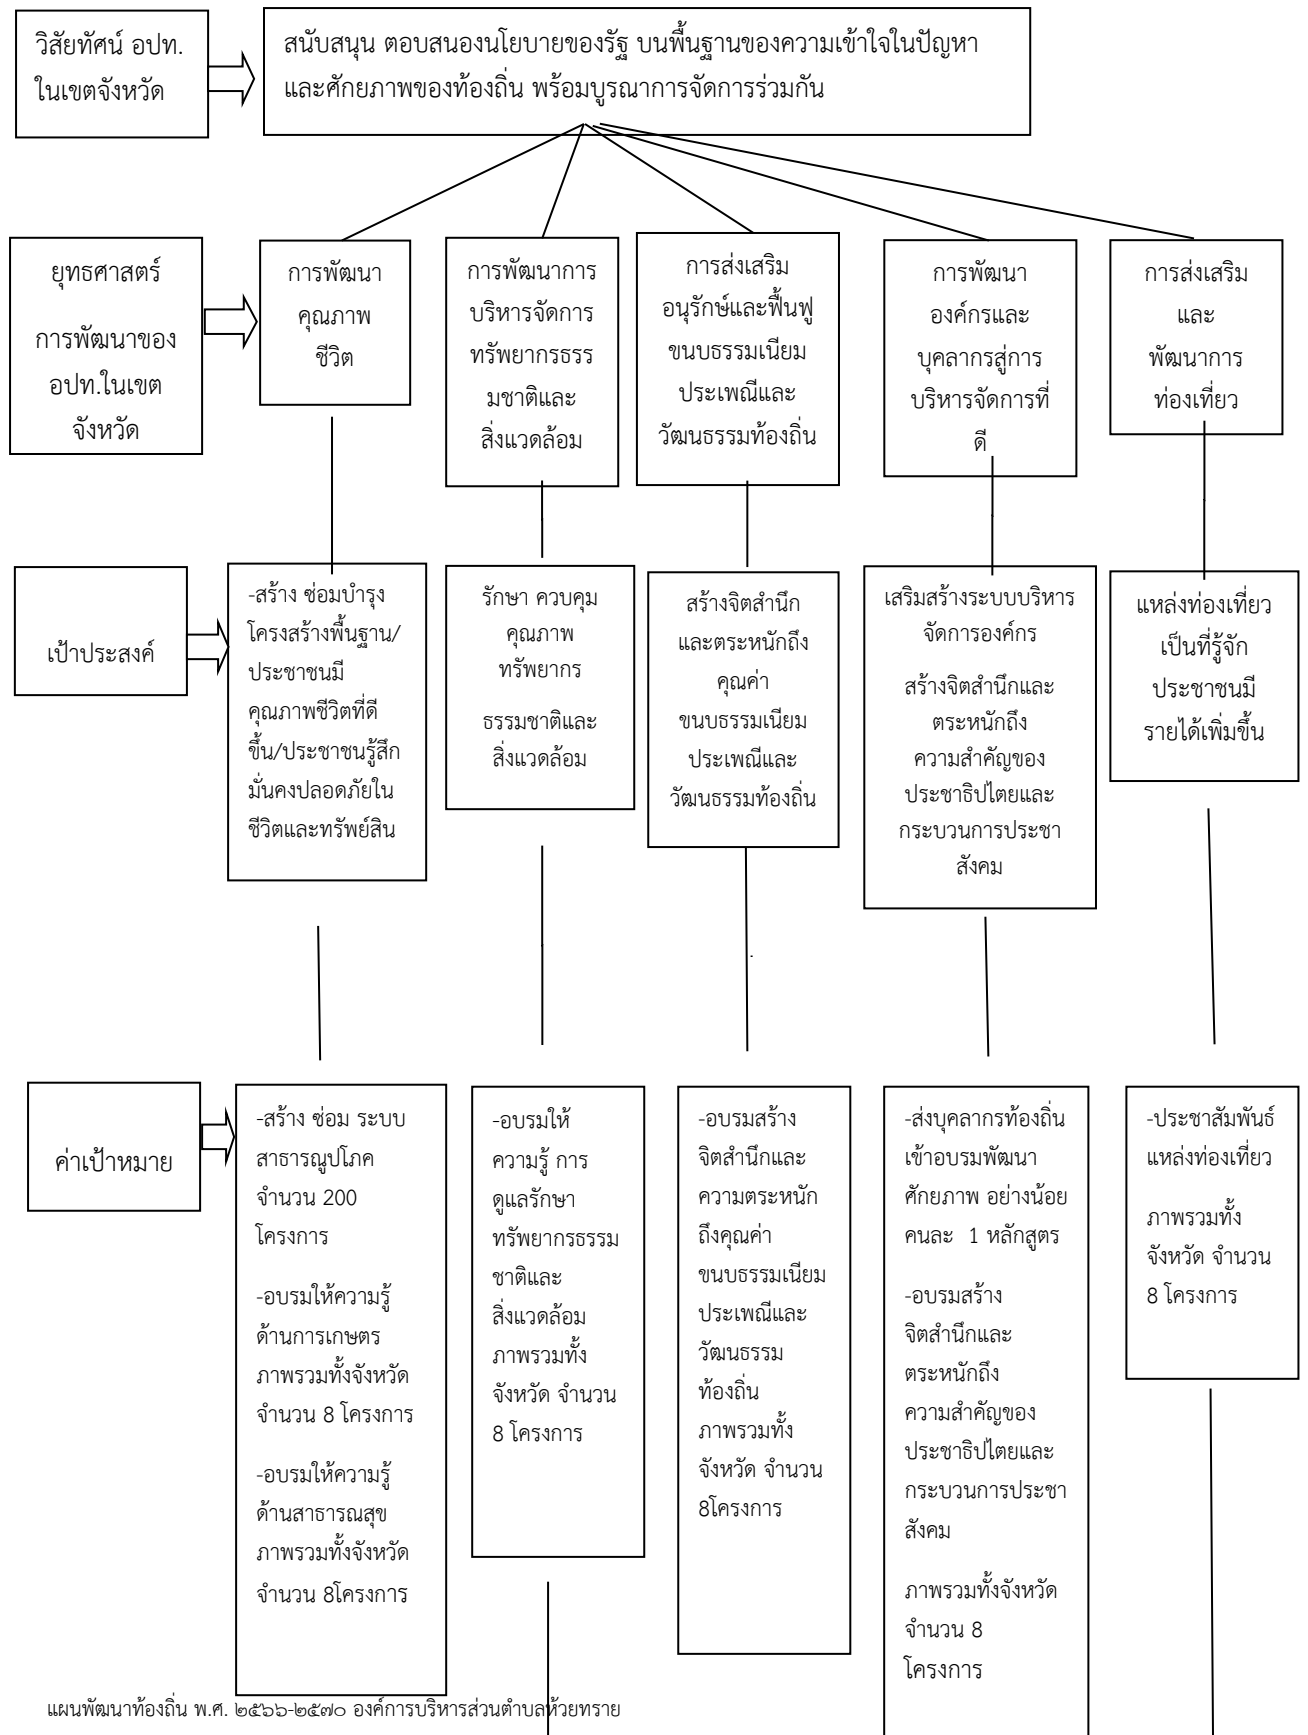 วิสัยทัศน์ อปท.
ในเขตจังหวัด
สนับสนุน ตอบสนองนโยบายของรัฐ บนพื้นฐานของความเข้าใจในปัญหา
และศักยภาพของท้องถิ่น พร้อมบูรณาการจัดการร่วมกัน
ยุทธศาสตร์
การพัฒนาของ
อปท.ในเขต
จังหวัด
การพัฒนา
คุณภาพ
ชีวิต
การพัฒนาการ
บริหารจัดการ
ทรัพยากรธรร
มชาติและ
สิ่งแวดล้อม
การส่งเสริม
อนุรักษ์และฟื้นฟู
ขนบธรรมเนียม
ประเพณีและ
วัฒนธรรมท้องถิ่น
การพัฒนา
องค์กรและ
บุคลากรสู่การ
บริหารจัดการที่
ดี
การส่งเสริม
และ
พัฒนาการ
ท่องเที่ยว
เป้าประสงค์
-สร้าง ซ่อมบำรุง
โครงสร้างพื้นฐาน/
ประชาชนมี
คุณภาพชีวิตที่ดี
ขึ้น/ประชาชนรู้สึก
มั่นคงปลอดภัยใน
ชีวิตและทรัพย์สิน
รักษา ควบคุม
คุณภาพ
ทรัพยากร
ธรรมชาติและ
สิ่งแวดล้อม
สร้างจิตสำนึก
และตระหนักถึง
คุณค่า
ขนบธรรมเนียม
ประเพณีและ
วัฒนธรรมท้องถิ่น
เสริมสร้างระบบบริหาร
จัดการองค์กร
สร้างจิตสำนึกและ
ตระหนักถึง
ความสำคัญของ
ประชาธิปไตยและ
กระบวนการประชา
สังคม
แหล่งท่องเที่ยว
เป็นที่รู้จัก
ประชาชนมี
รายได้เพิ่มขึ้น
ค่าเป้าหมาย
-สร้าง ซ่อม ระบบ
สาธารณูปโภค
จำนวน 200
โครงการ
-อบรมให้ความรู้
ด้านการเกษตร
ภาพรวมทั้งจังหวัด
จำนวน 8 โครงการ
-อบรมให้ความรู้
ด้านสาธารณสุข
ภาพรวมทั้งจังหวัด
จำนวน 8โครงการ
-อบรมให้
ความรู้ การ
ดูแลรักษา
ทรัพยากรธรรม
ชาติและ
สิ่งแวดล้อม
ภาพรวมทั้ง
จังหวัด จำนวน
8 โครงการ
-อบรมสร้าง
จิตสำนึกและ
ความตระหนัก
ถึงคุณค่า
ขนบธรรมเนียม
ประเพณีและ
วัฒนธรรม
ท้องถิ่น
ภาพรวมทั้ง
จังหวัด จำนวน
8โครงการ
-ส่งบุคลากรท้องถิ่น
เข้าอบรมพัฒนา
ศักยภาพ อย่างน้อย
คนละ 1 หลักสูตร
-อบรมสร้าง
จิตสำนึกและ
ตระหนักถึง
ความสำคัญของ
ประชาธิปไตยและ
กระบวนการประชา
สังคม
ภาพรวมทั้งจังหวัด
จำนวน 8
โครงการ
-ประชาสัมพันธ์
แหล่งท่องเที่ยว
ภาพรวมทั้ง
จังหวัด จำนวน
8 โครงการ
แผนพัฒนาท้องถิ่น พ.ศ. ๒๕๖๖-๒๕๗๐ องค์การบริหารส่วนตำบลห้วยทราย